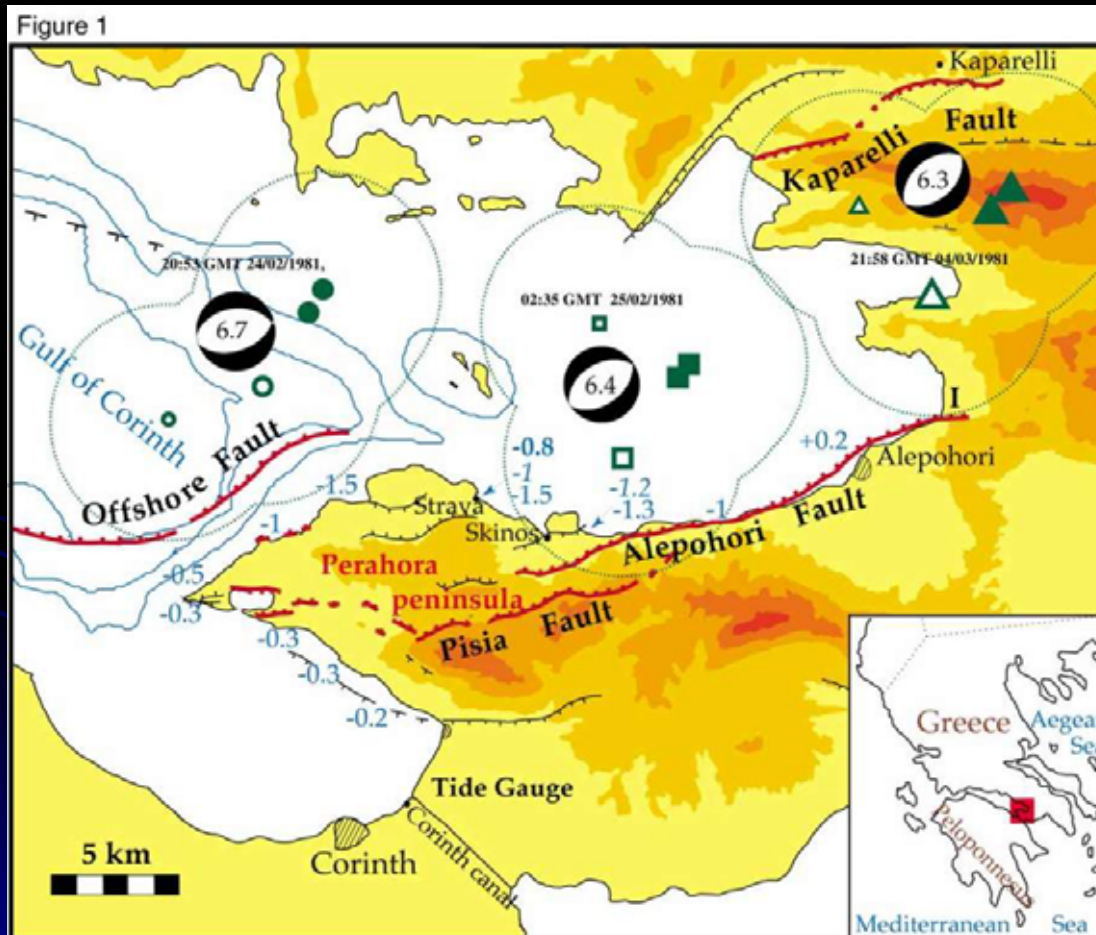 Figure 1
Kaparelli
Kaparelli Fault
6.3
20:53 GMT 24/02/1981,
21:58 GMT 04/03/1981
02:35 GMT 25/02/1981
6.7
6.4
Gulf of Corinth
Offshore Fault
I
+0.2
Alepohori
-0.8
-1
-1.5
-1.2
-1.3
-1
-1.5
-1
Strava
Skinos
Alepohori Fault
-0.5
-0.3
Perahora
peninsula
Pisia Fault
-0.3
-0.3
-0.2
Tide Gauge
Corinth canal
Corinth
5 km
Greece
Aegean
Sea
Peloponnesus
Mediterranean Sea